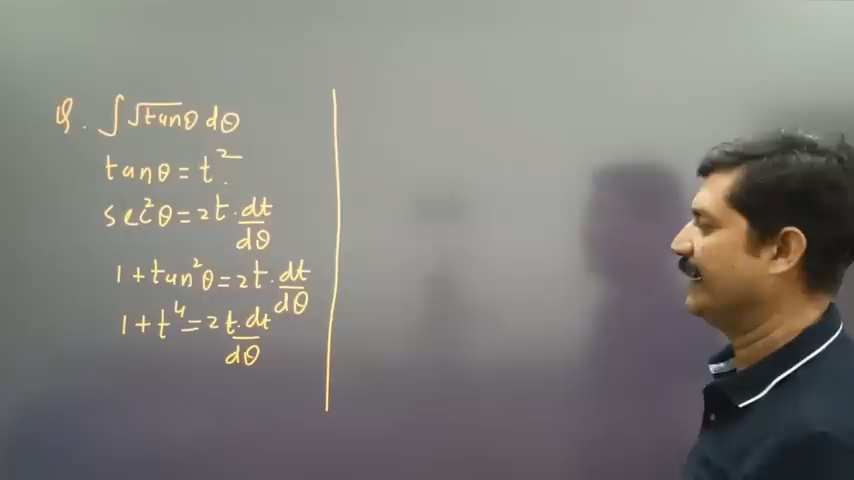 Q. ∫ √tanθ dθ
tanθ = t²
sec²θ = 2t · dt/dθ
1 + tan²θ = 2t · dt/dθ
1 + t⁴ = 2t · dt/dθ